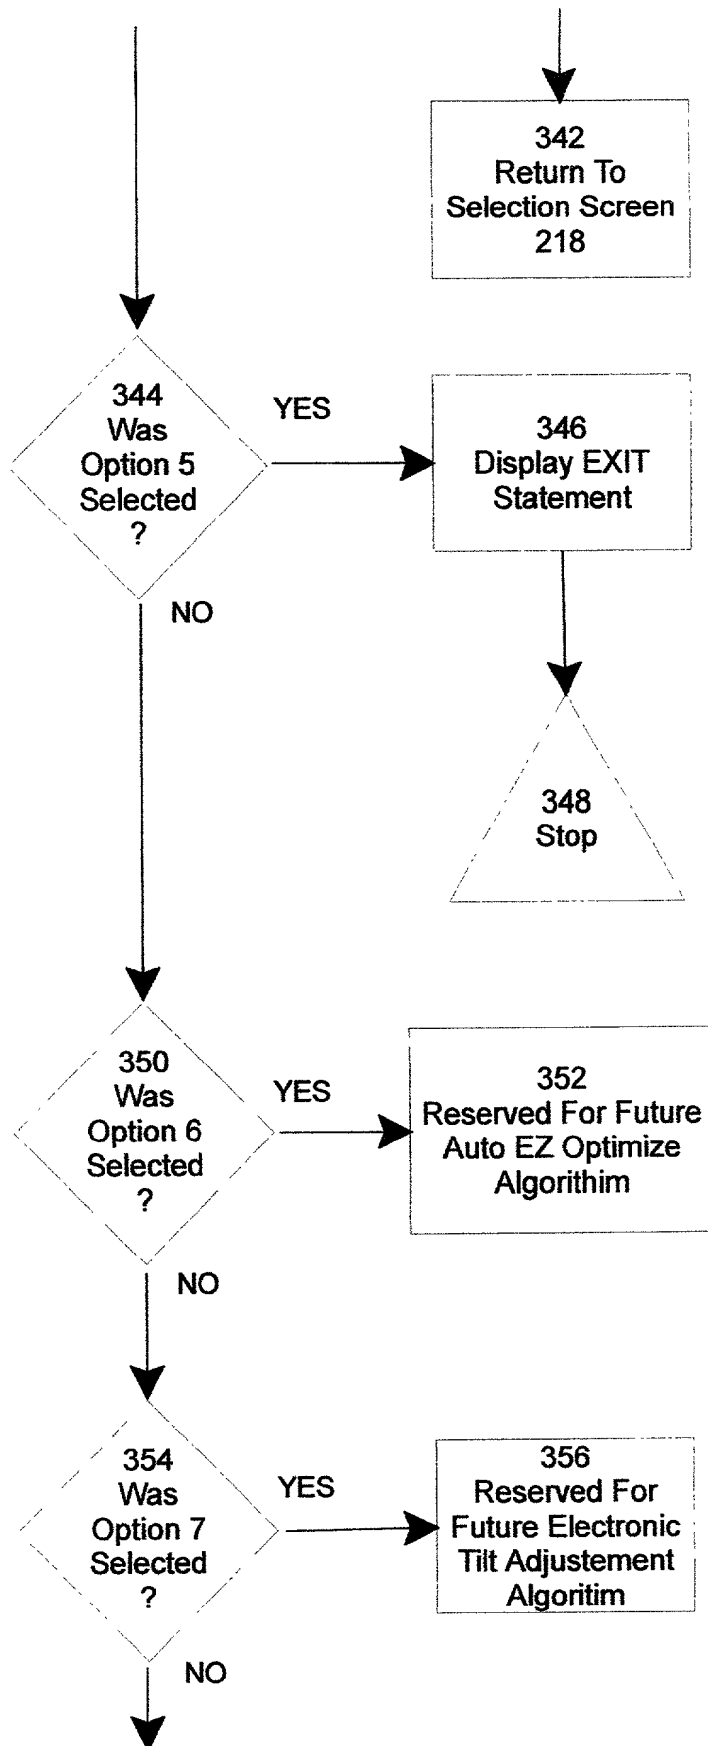 342
Return To
Selection Screen
218
344
Was
Option 5
Selected
?
YES
346
Display EXIT
Statement
NO
348
Stop
350
Was
Option 6
Selected
?
YES
352
Reserved For Future
Auto EZ Optimize
Algorithim
NO
354
Was
Option 7
Selected
?
YES
356
Reserved For
Future Electronic
Tilt Adjustement
Algoritim
NO